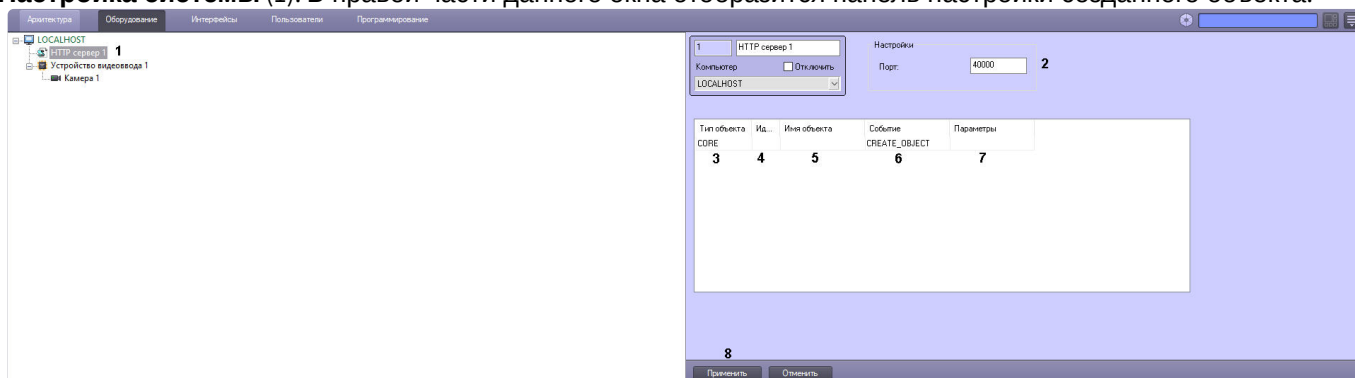 Настройка системы (1). В правой части данного окна отобразится панель настройки созданного объекта.
Архитектура Оборудование Интерфейсы Пользователи Программирование
LOCALHOST
HTTP сервер 1 1
Устройство видеоввода 1
Камера 1
1 HTTP сервер 1
Компьютер Отключить
LOCALHOST
Настройки
Порт: 40000 2
Тип объекта Ид... Имя объекта Событие Параметры
CORE CREATE_OBJECT
3 4 5 6 7
8
Применить Отменить